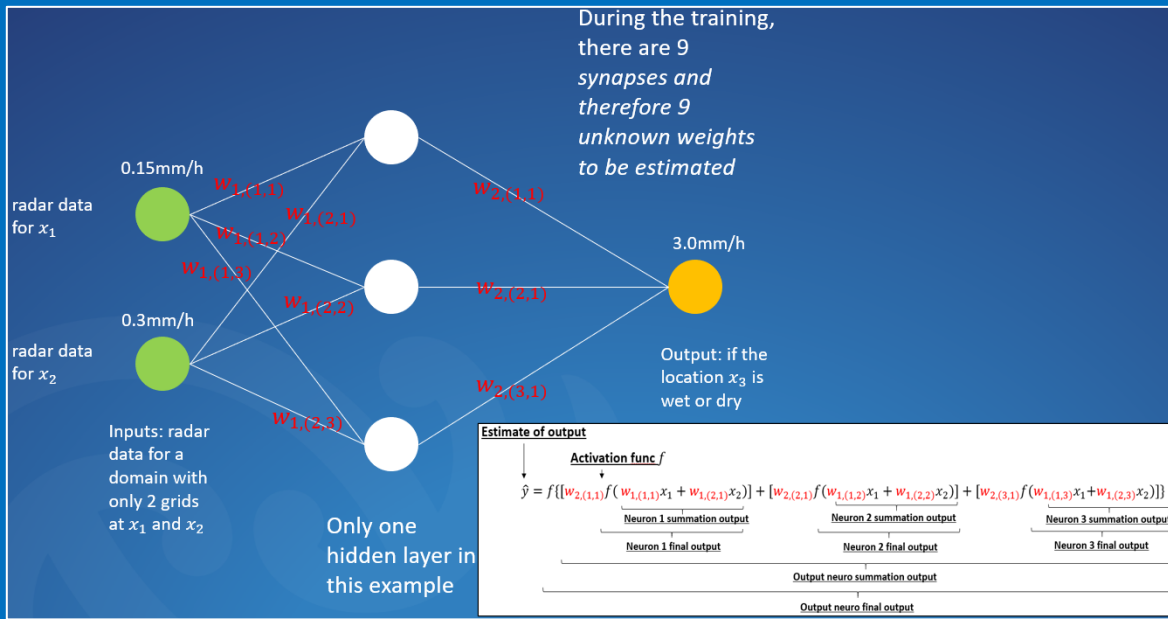 During the training,
there are 9
synapses and
therefore 9
unknown weights
to be estimated
0.15mm/h
radar data
for x₁
w₁,(1,1)
w₁,(2,1)
w₁,(1,2)
w₁,(1,3)
w₂,(1,1)
3.0mm/h
0.3mm/h
w₁,(2,2)
w₂,(2,1)
radar data
for x₂
w₁,(2,3)
w₂,(3,1)
Output: if the
location x₃ is
wet or dry
Inputs: radar
data for a
domain with
only 2 grids
at x₁ and x₂
Only one
hidden layer in
this example
Estimate of output
Activation func f
ŷ = f{[w₂,(1,1)f( w₁,(1,1)x₁ + w₁,(2,1)x₂)] + [w₂,(2,1)f(w₁,(1,2)x₁ + w₁,(2,2)x₂)] + [w₂,(3,1)f(w₁,(1,3)x₁+w₁,(2,3)x₂)]}
Neuron 1 summation output
Neuron 2 summation output
Neuron 3 summation output
Neuron 1 final output
Neuron 2 final output
Neuron 3 final output
Output neuro summation output
Output neuro final output